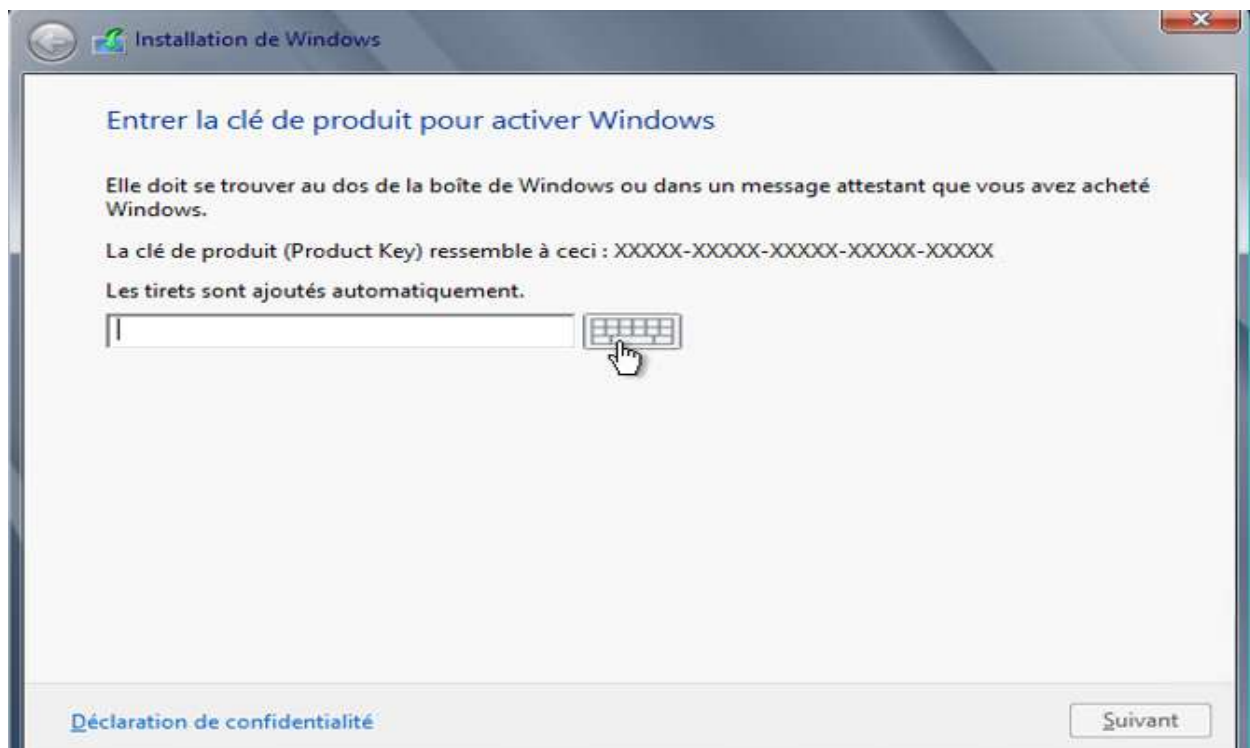 Installation de Windows
Entrer la clé de produit pour activer Windows
Elle doit se trouver au dos de la boîte de Windows ou dans un message attestant que vous avez acheté
Windows.
La clé de produit (Product Key) ressemble à ceci : XXXXX-XXXXX-XXXXX-XXXXX-XXXXX
Les tirets sont ajoutés automatiquement.
Déclaration de confidentialité
Suivant